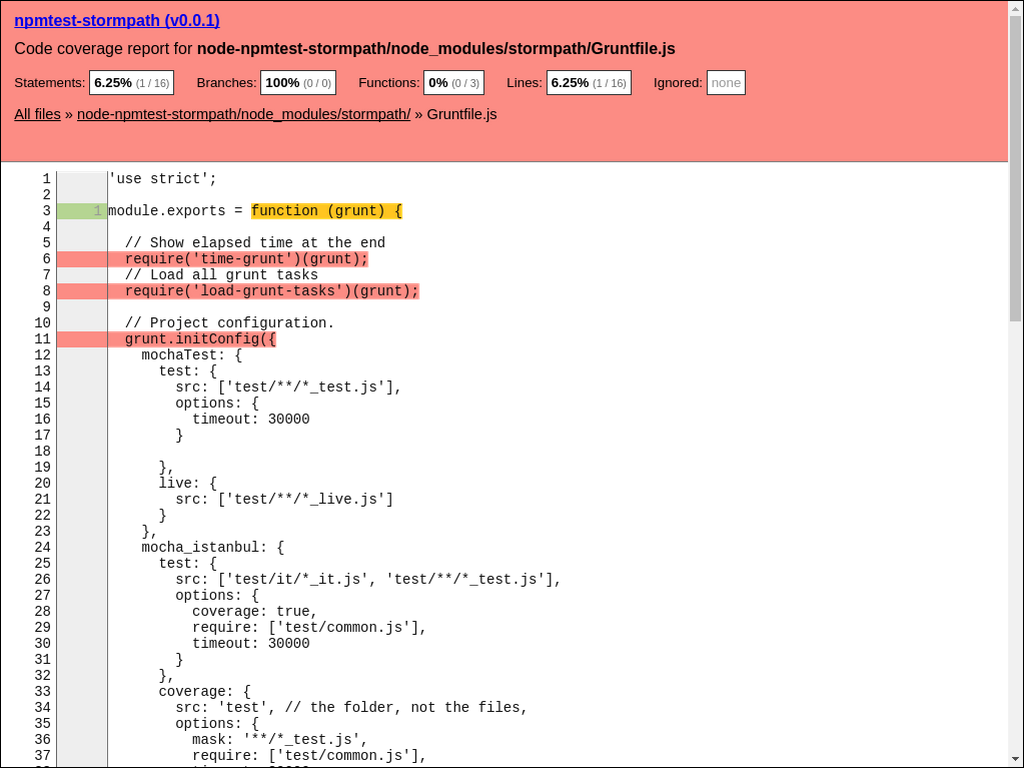 npmtest-stormpath (v0.0.1)
Code coverage report for node-npmtest-stormpath/node_modules/stormpath/Gruntfile.js
Statements: 6.25% (1 / 16) Branches: 100% (0 / 0) Functions: 0% (0 / 3) Lines: 6.25% (1 / 16) Ignored: none
All files » node-npmtest-stormpath/node_modules/stormpath/ » Gruntfile.js
1 'use strict';
2
3 1 module.exports = function (grunt) {
4
5 // Show elapsed time at the end
6 require('time-grunt')(grunt);
7 // Load all grunt tasks
8 require('load-grunt-tasks')(grunt);
9
10 // Project configuration.
11 grunt.initConfig({
12 mochaTest: {
13 test: {
14 src: ['test/**/*_test.js'],
15 options: {
16 timeout: 30000
17 }
18
19 },
20 live: {
21 src: ['test/**/*_live.js']
22 }
23 },
24 mocha_istanbul: {
25 test: {
26 src: ['test/it/*_it.js', 'test/**/*_test.js'],
27 options: {
28 coverage: true,
29 require: ['test/common.js'],
30 timeout: 30000
31 }
32 },
33 coverage: {
34 src: 'test', // the folder, not the files,
35 options: {
36 mask: '**/*_test.js',
37 require: ['test/common.js'],